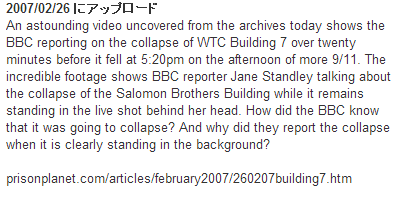 2007/02/26 にアップロード
An astounding video uncovered from the archives today shows the
BBC reporting on the collapse of WTC Building 7 over twenty
minutes before it fell at 5:20pm on the afternoon of more 9/11. The
incredible footage shows BBC reporter Jane Standley talking about
the collapse of the Salomon Brothers Building while it remains
standing in the live shot behind her head. How did the BBC know
that it was going to collapse? And why did they report the collapse
when it is clearly standing in the background?

prisonplanet.com/articles/february2007/260207building7.htm